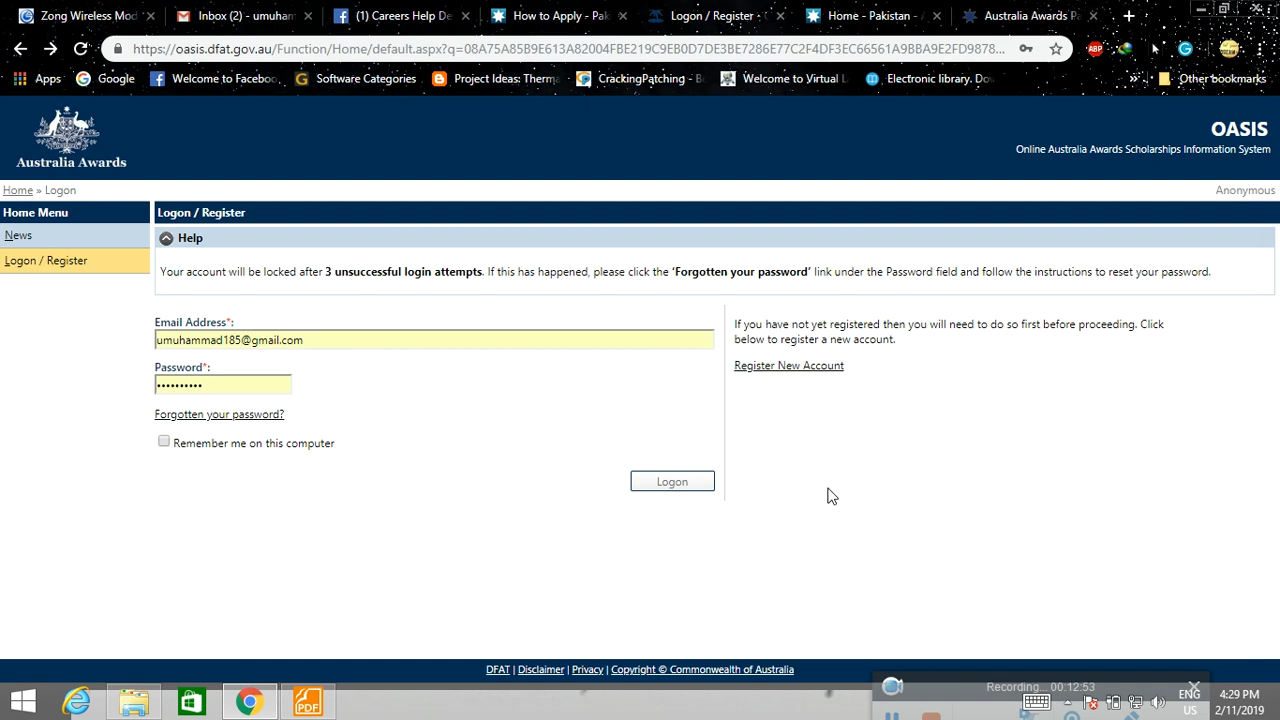 Zong Wireless Mod
Inbox (2) - umuham
(1) Careers Help De
How to Apply - Pak
Logon / Register -
Home - Pakistan -
Australia Awards P
https://oasis.dfat.gov.au/Function/Home/default.aspx?q=08A75A85B9E613A82004FBE219C9EB0D7DE3BE7286E77C2F4DF3EC66561A9BBA9E2FD9878...
ABP
Apps
Google
Welcome to Faceboo
Software Categories
Project Ideas: Therma
CrackingPatching - B
Welcome to Virtual L
Electronic library. Do
»
Other bookmarks
Australia Awards
OASIS
Online Australia Awards Scholarships Information System
Home » Logon
Anonymous
Home Menu
News
Logon / Register
Logon / Register
Help
Your account will be locked after 3 unsuccessful login attempts. If this has happened, please click the ‘Forgotten your password’ link under the Password field and follow the instructions to reset your password.
Email Address*:
umuhammad185@gmail.com
Password*:
••••••••••
Forgotten your password?
Remember me on this computer
Logon
If you have not yet registered then you will need to do so first before proceeding. Click
below to register a new account.
Register New Account
DFAT | Disclaimer | Privacy | Copyright © Commonwealth of Australia
PDF
Recording... 00:12:53
ENG
US
4:29 PM
2/11/2019